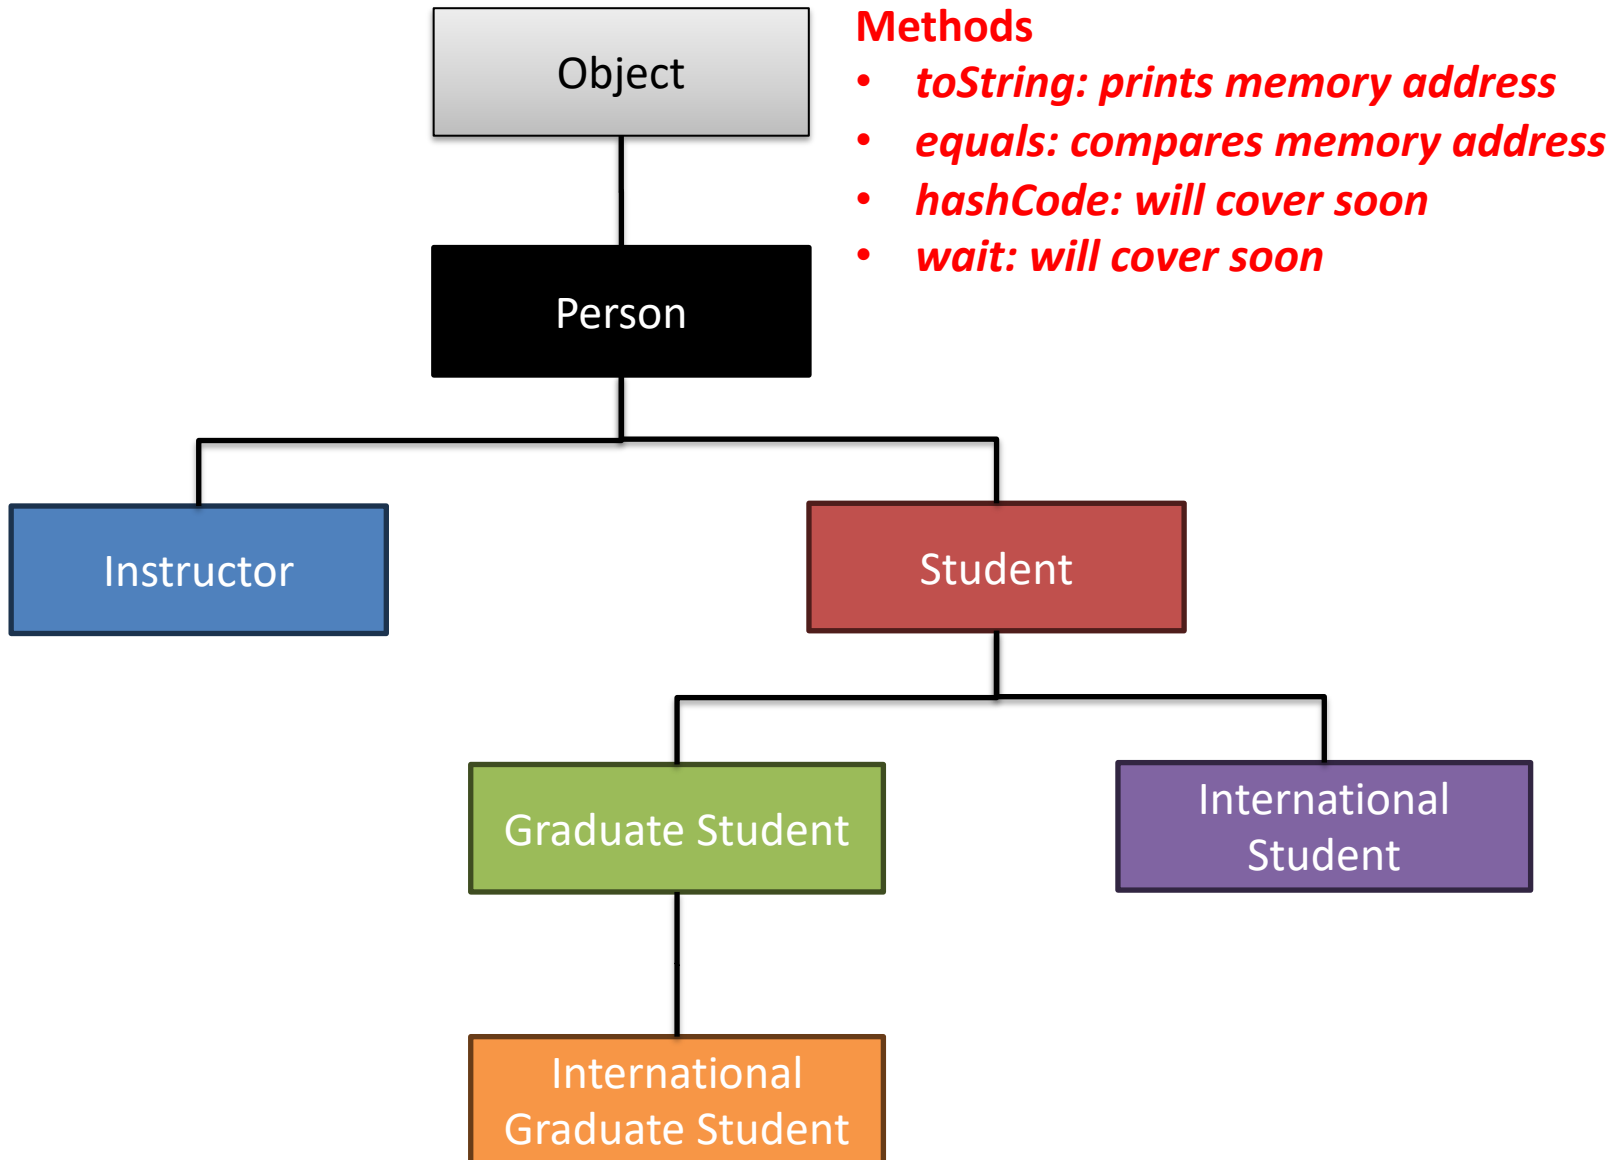 Object
Methods
• toString: prints memory address
• equals: compares memory address
• hashCode: will cover soon
• wait: will cover soon
Person
Instructor
Student
Graduate Student
International
Student
International
Graduate Student